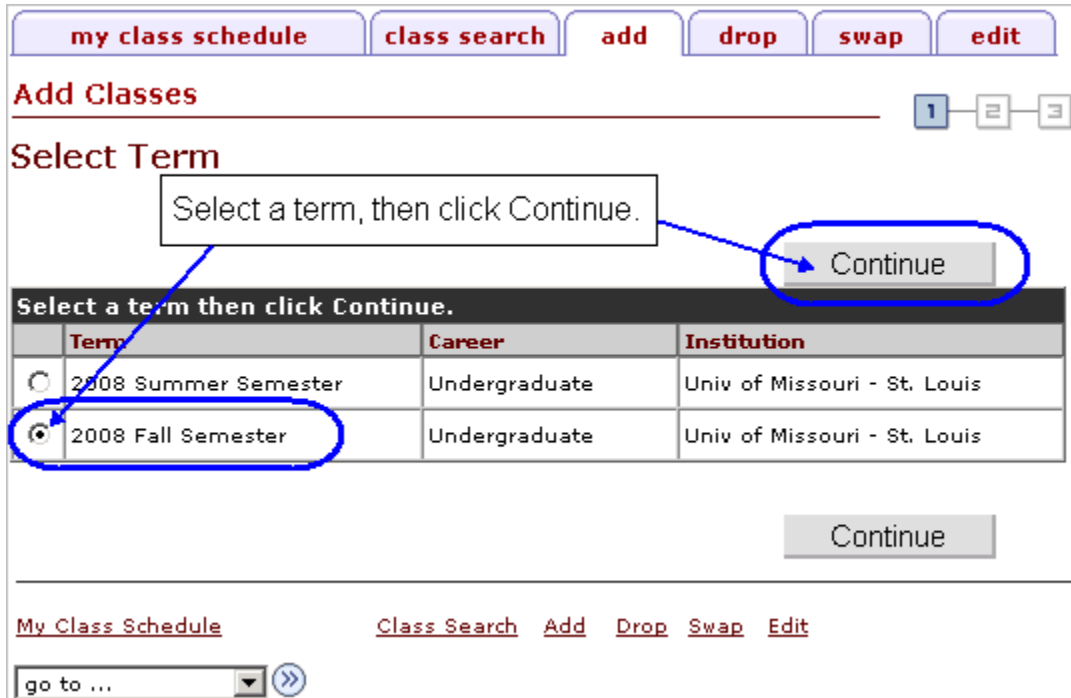 my class schedule class search add drop swap edit
Add Classes
1 2 3
Select Term
Select a term, then click Continue.
Continue
Select a term then click Continue.
Term Career Institution
2008 Summer Semester Undergraduate Univ of Missouri - St. Louis
2008 Fall Semester Undergraduate Univ of Missouri - St. Louis
Continue
My Class Schedule Class Search Add Drop Swap Edit
go to ...